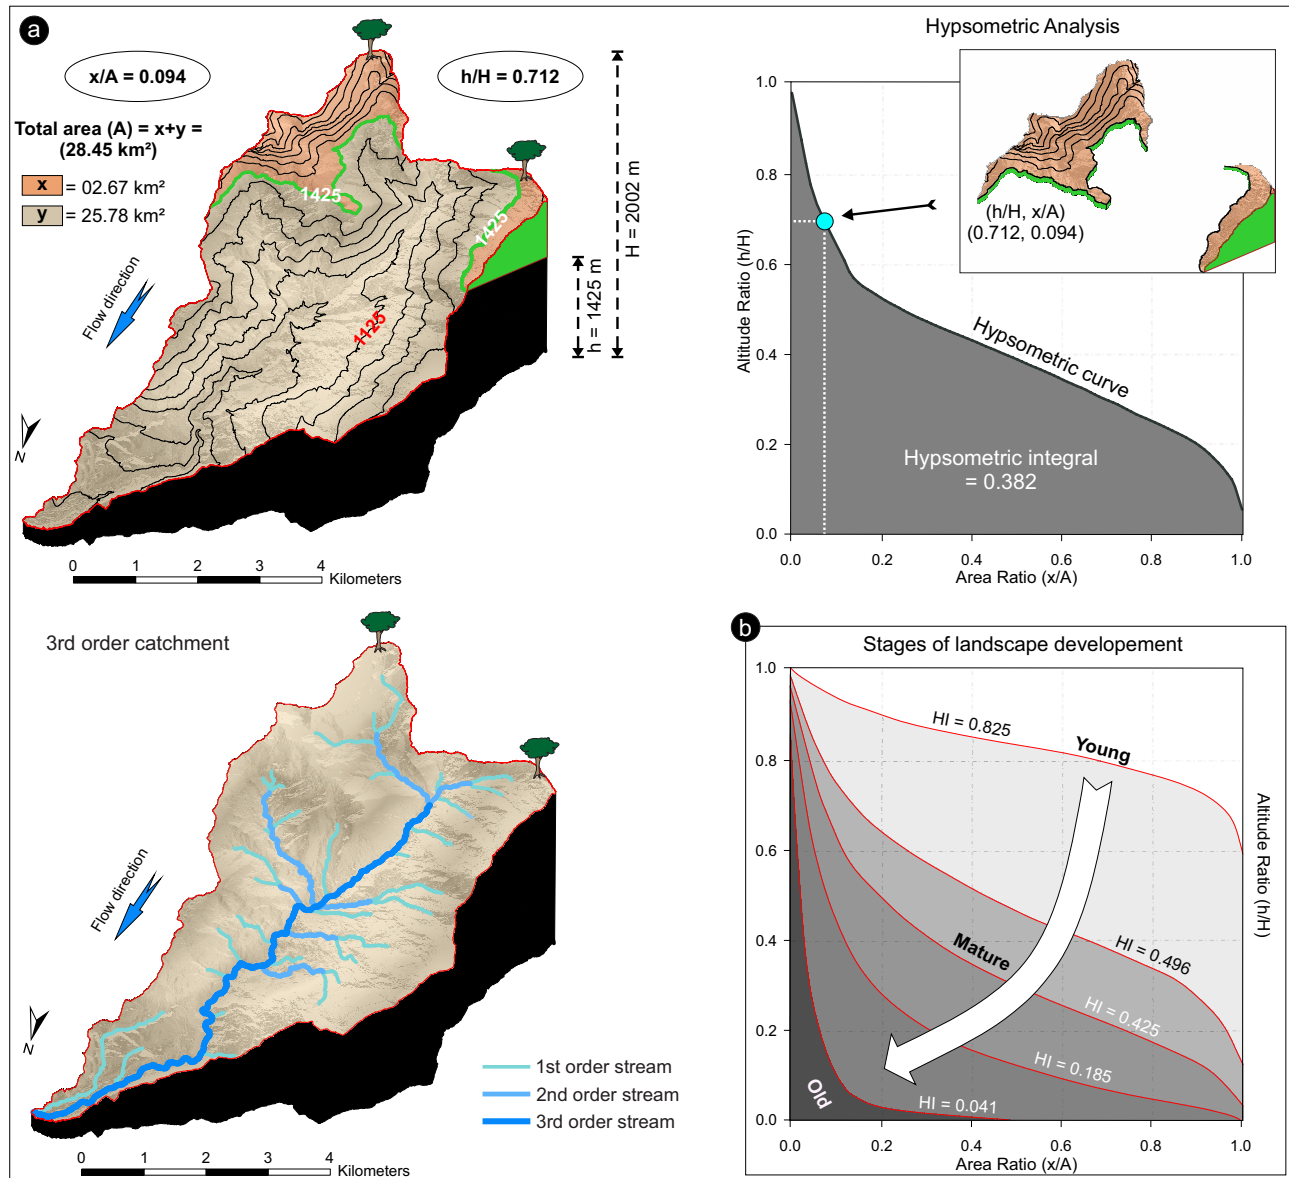 a
x/A = 0.094
h/H = 0.712
Total area (A) = x+y =
(28.45 km²)
x = 02.67 km²
y = 25.78 km²
Flow direction
N
1425
1425
1125
H = 2002 m
h = 1425 m
0 1 2 3 4
Kilometers
Hypsometric Analysis
(h/H, x/A)
(0.712, 0.094)
Altitude Ratio (h/H)
1.0
0.8
0.6
0.4
0.2
0.0
Hypsometric curve
Hypsometric integral
= 0.382
0.0 0.2 0.4 0.6 0.8 1.0
Area Ratio (x/A)
3rd order catchment
Flow direction
N
1st order stream
2nd order stream
3rd order stream
0 1 2 3 4
Kilometers
b
Stages of landscape developement
1.0
0.8
0.6
0.4
0.2
0.0
HI = 0.825
Young
HI = 0.496
Mature
HI = 0.425
HI = 0.185
HI = 0.041
Old
Altitude Ratio (h/H)
0.0 0.2 0.4 0.6 0.8 1.0
Area Ratio (x/A)